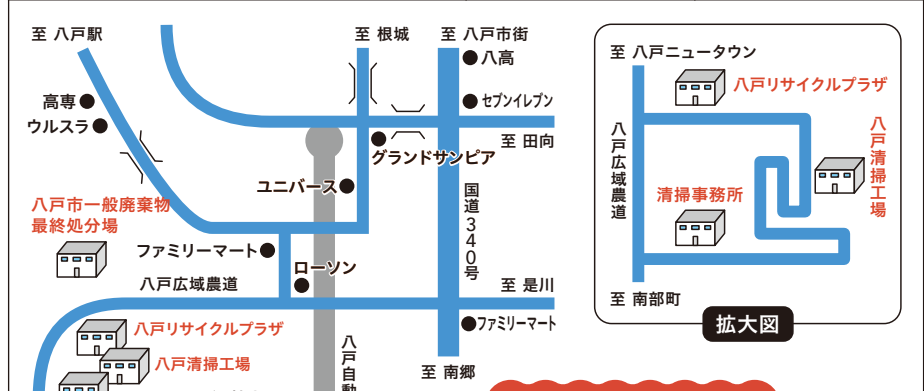 至 八戸駅
至 根城
至 八戸市街
八高
高専
ウルスラ
セブンイレブン
至 田向
グランドサンピア
ユニバース
国道340号
八戸市一般廃棄物
最終処分場
ファミリーマート
ローソン
八戸広域農道
至 是川
八戸リサイクルプラザ
八戸清掃工場
八戸自動
ファミリーマート
至 南郷
至 八戸ニュータウン
八戸リサイクルプラザ
八戸広域農道
八戸清掃工場
清掃事務所
至 南部町
拡大図